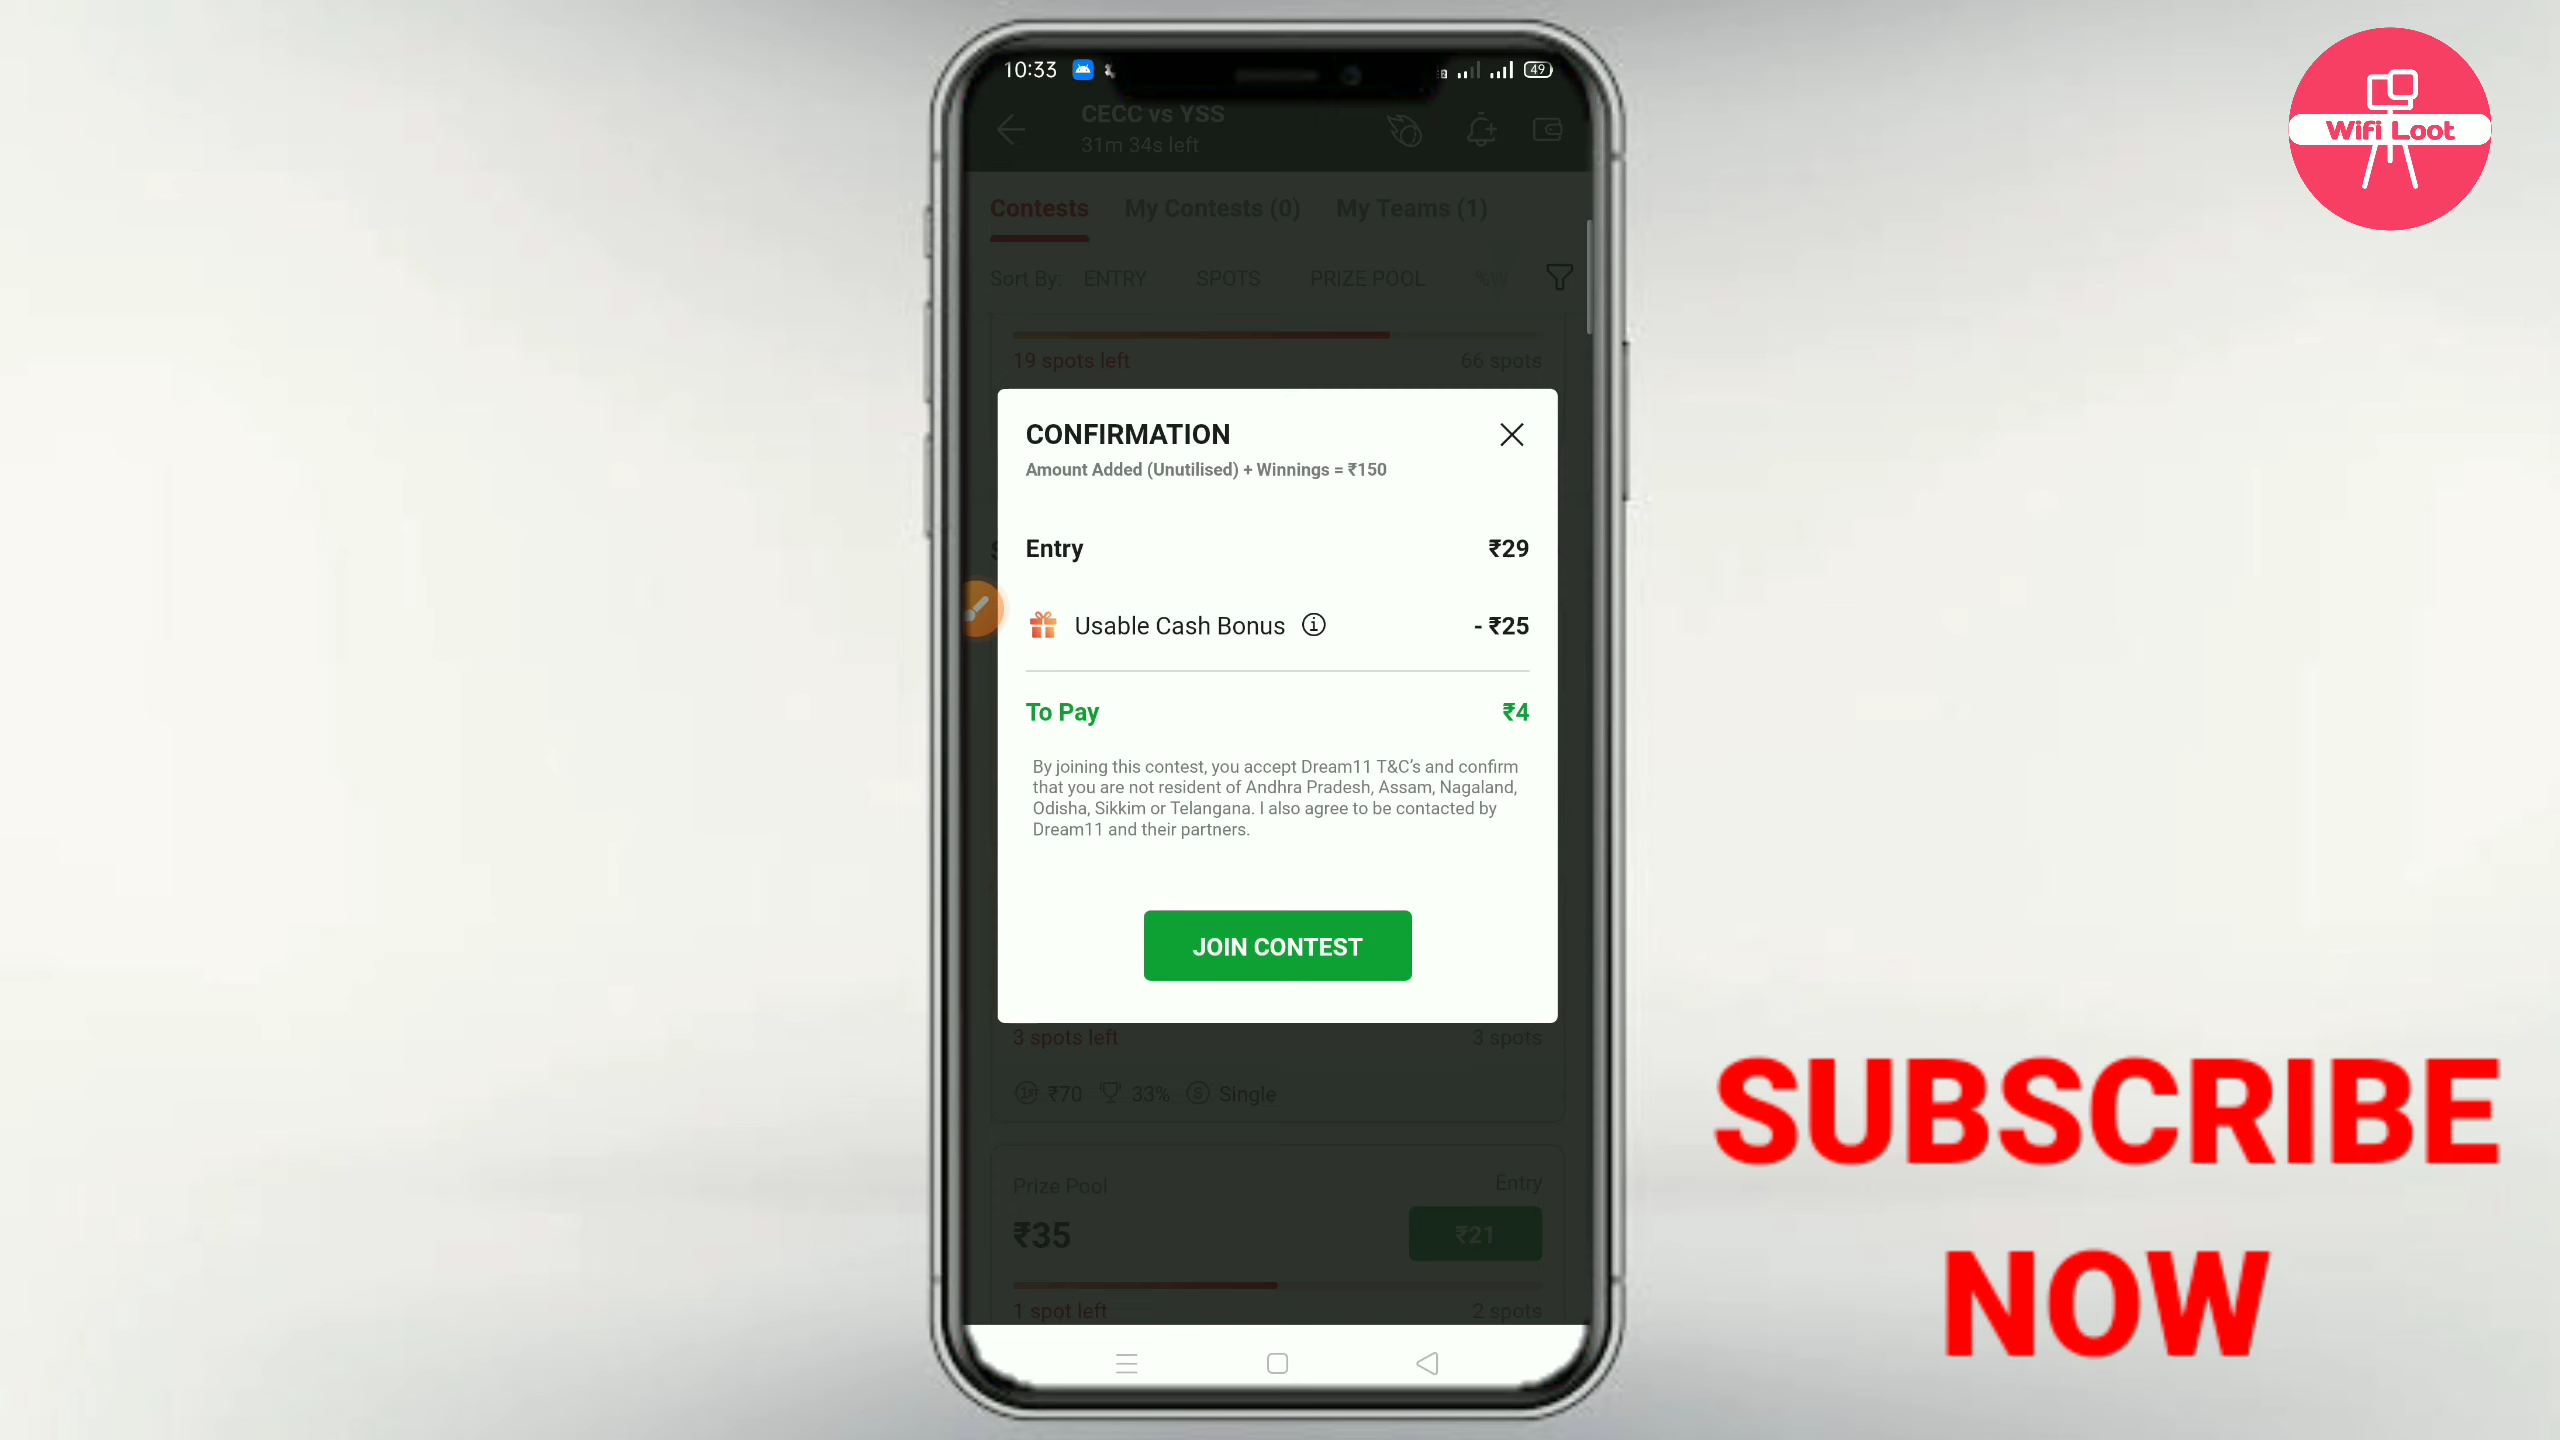 10:33
49
Wifi Loot
CECC vs YSS
31m 34s left
Contests My Contests (0) My Teams (1)
Sort By: ENTRY SPOTS PRIZE POOL %W
19 spots left 66 spots
CONFIRMATION
Amount Added (Unutilised) + Winnings = ₹150
Entry ₹29
Usable Cash Bonus - ₹25
To Pay ₹4
By joining this contest, you accept Dream11 T&C's and confirm
that you are not resident of Andhra Pradesh, Assam, Nagaland,
Odisha, Sikkim or Telangana. I also agree to be contacted by
Dream11 and their partners.
JOIN CONTEST
3 spots left 3 spots
₹70 33% S Single
Prize Pool Entry
₹35 ₹21
1 spot left 2 spots
SUBSCRIBE
NOW